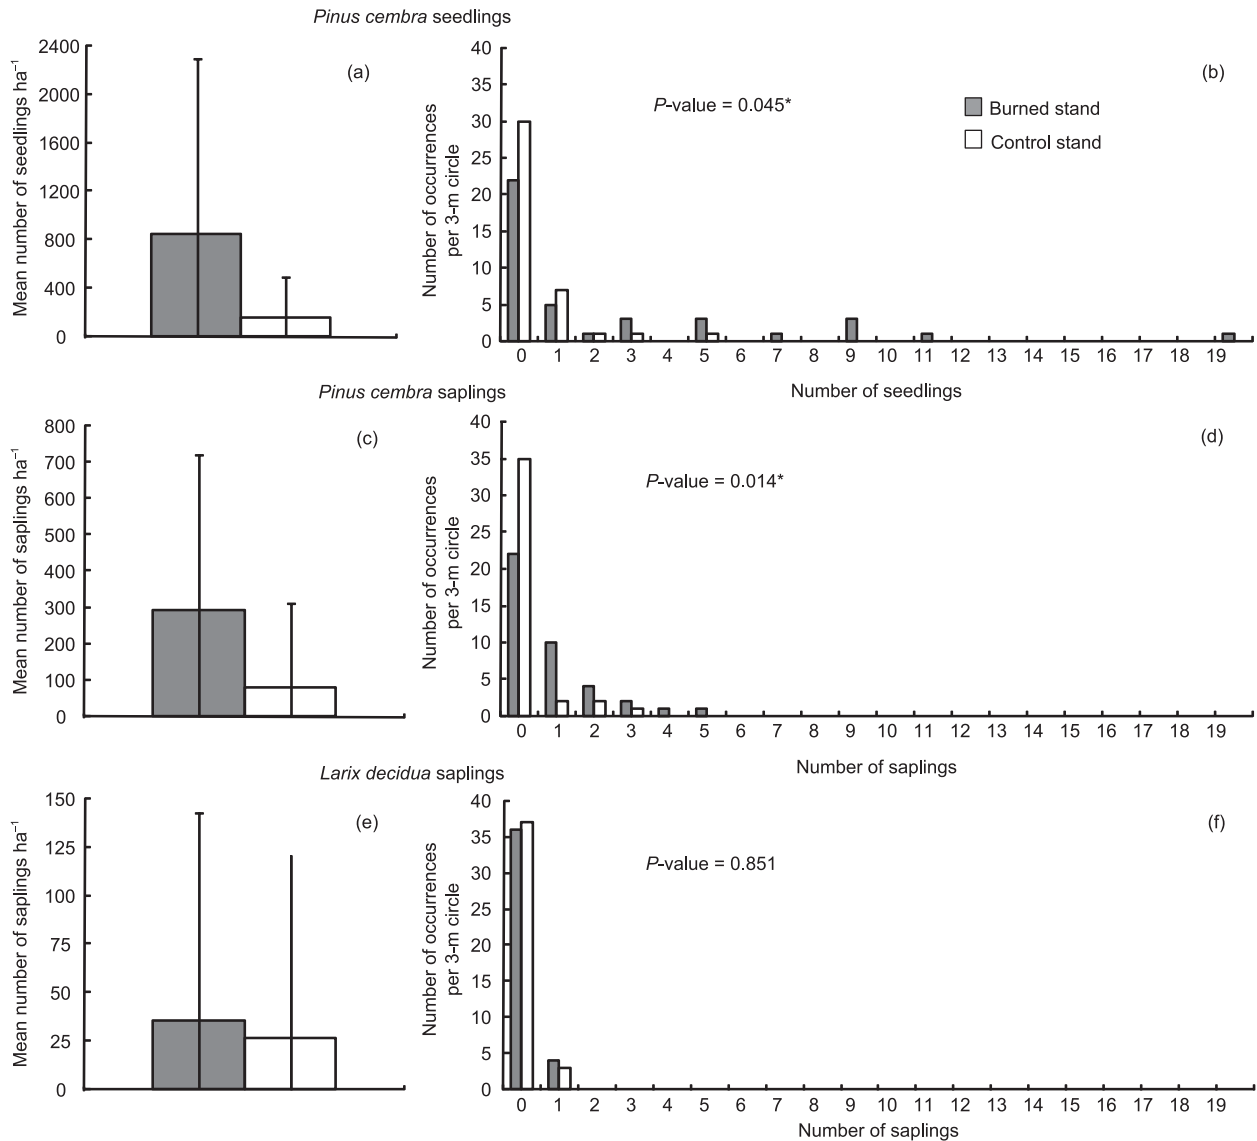 Pinus cembra seedlings
(a)
Mean number of seedlings ha⁻¹
2400
2000
1600
1200
800
400
0
(b)
P-value = 0.045*
Burned stand
Control stand
Number of occurrences
per 3-m circle
40
35
30
25
20
15
10
5
0
0 1 2 3 4 5 6 7 8 9 10 11 12 13 14 15 16 17 18 19
Number of seedlings
Pinus cembra saplings
(c)
Mean number of saplings ha⁻¹
800
700
600
500
400
300
200
100
0
(d)
P-value = 0.014*
Number of occurrences
per 3-m circle
40
35
30
25
20
15
10
5
0
0 1 2 3 4 5 6 7 8 9 10 11 12 13 14 15 16 17 18 19
Number of saplings
Larix decidua saplings
(e)
Mean number of saplings ha⁻¹
150
125
100
75
50
25
0
(f)
P-value = 0.851
Number of occurrences
per 3-m circle
40
35
30
25
20
15
10
5
0
0 1 2 3 4 5 6 7 8 9 10 11 12 13 14 15 16 17 18 19
Number of saplings